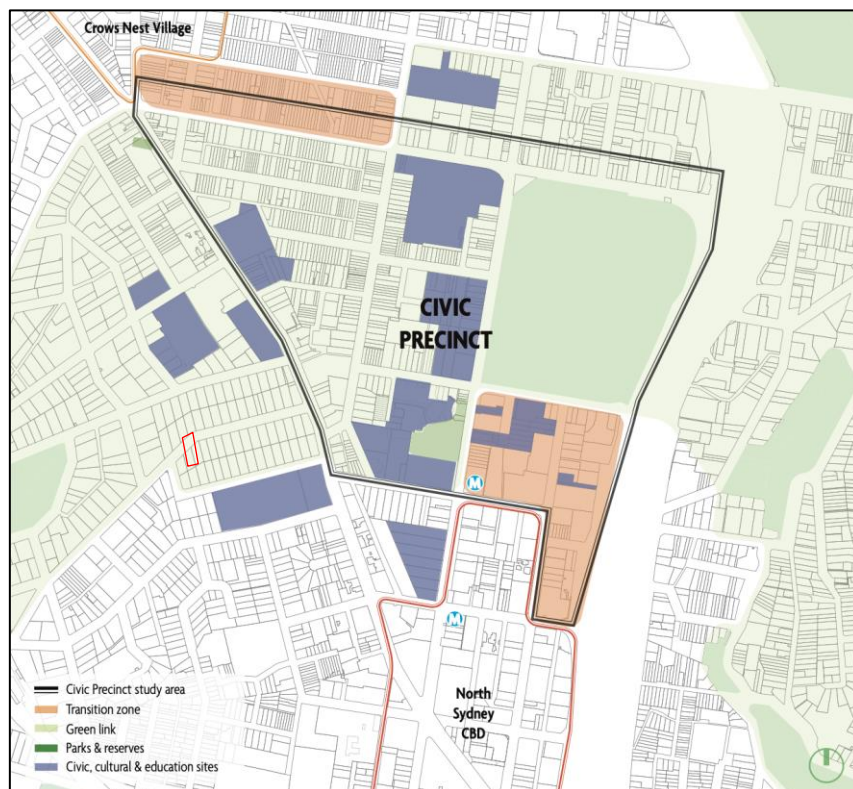 Crows Nest Village
CIVIC
PRECINCT
M
M
North
Sydney
CBD
Civic Precinct study area
Transition zone
Green link
Parks & reserves
Civic, cultural & education sites